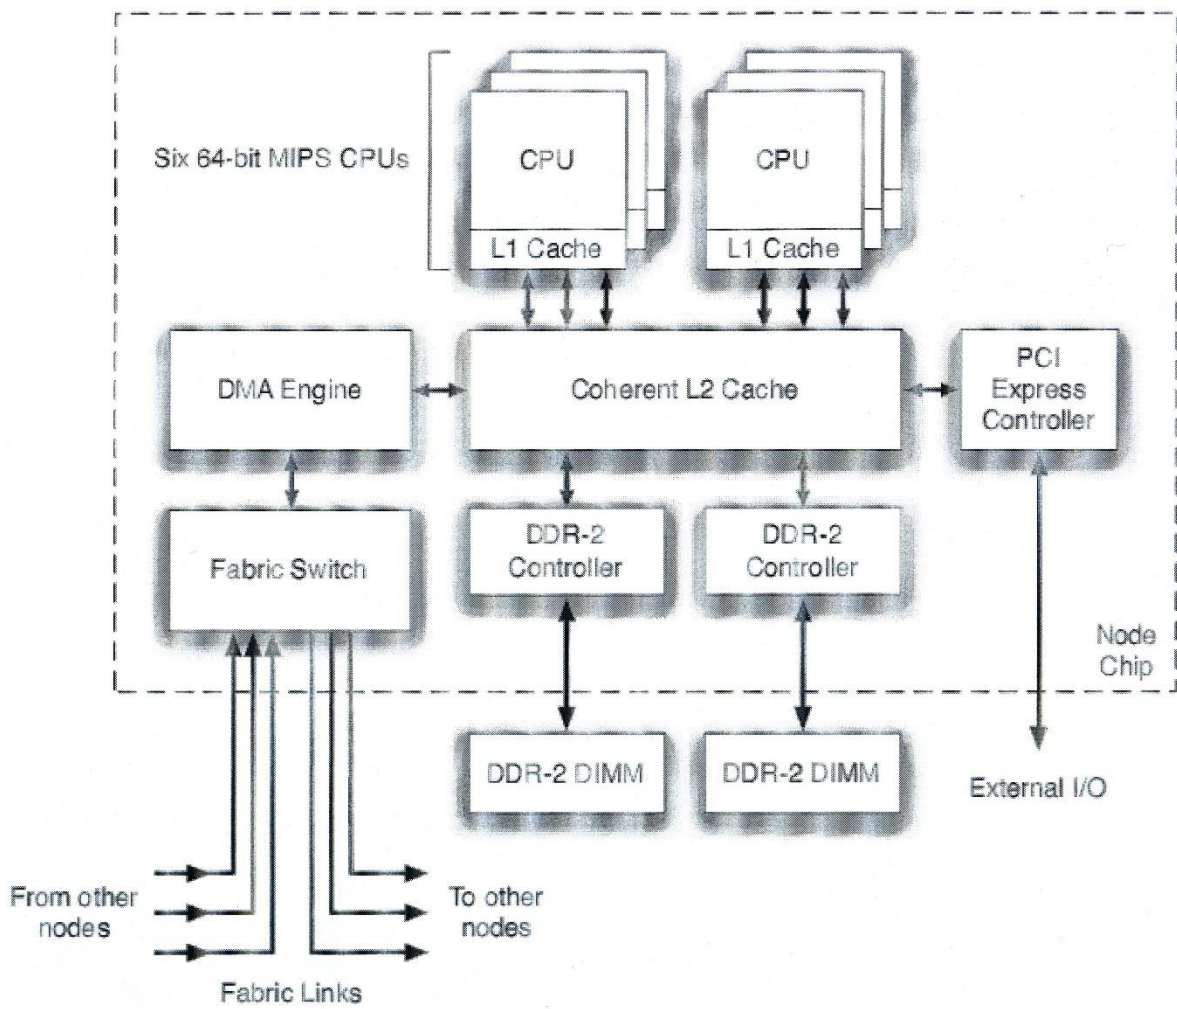 Six 64-bit MIPS CPUs
CPU
L1 Cache
CPU
L1 Cache
DMA Engine
Coherent L2 Cache
PCI
Express
Controller
Fabric Switch
DDR-2
Controller
DDR-2
Controller
Node
Chip
DDR-2 DIMM
DDR-2 DIMM
External I/O
From other
nodes
To other
nodes
Fabric Links